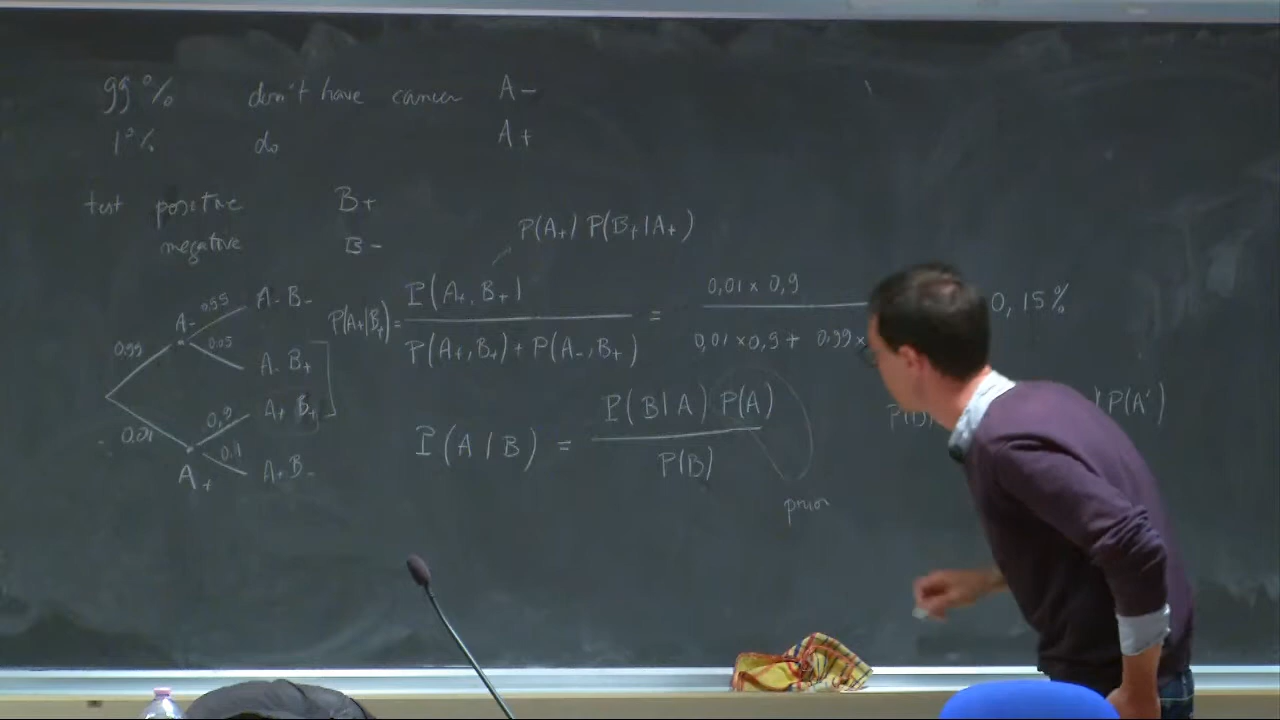 99% don't have cancer A-
1% do A+
test positive B+
negative B-
P(A+) P(B+|A+)
P(A+|B+) = P(A+, B+) / P(A+, B+) + P(A-, B+) = 0,01 × 0,9 / 0,01 × 0,9 + 0,99 × 0,15%
0,99 A- 0,95 A- B-
0,05 A- B+
0,01 A+ 0,9 A+ B+
0,1 A+ B-
P(A|B) = P(B|A) P(A) / P(B)
prior
P(A')